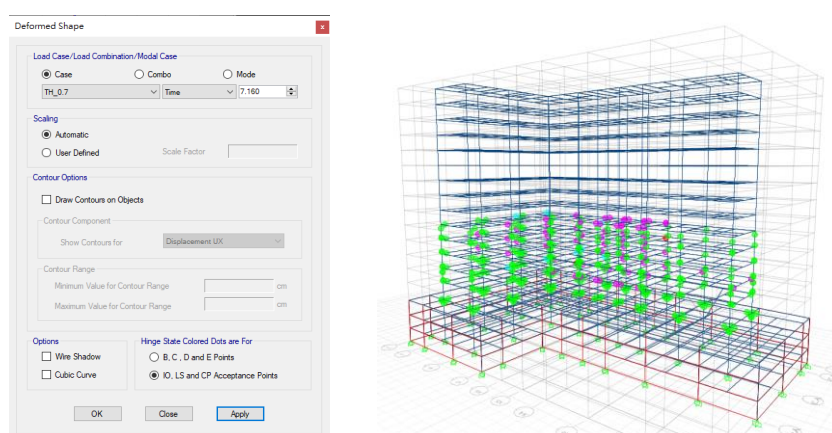 Deformed Shape
x
Load Case/Load Combination/Modal Case
Case Combo Mode
TH_0.7 Time 7.160
Scaling
Automatic
User Defined Scale Factor
Contour Options
Draw Contours on Objects
Contour Component
Show Contours for Displacement UX
Contour Range
Minimum Value for Contour Range cm
Maximum Value for Contour Range cm
Options Hinge State Colored Dots are For
Wire Shadow B, C , D and E Points
Cubic Curve IO, LS and CP Acceptance Points
OK Close Apply